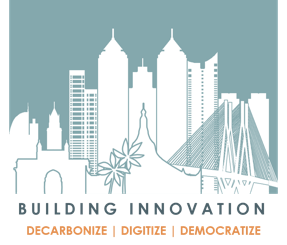 BUILDING INNOVATION
DECARBONIZE | DIGITIZE | DEMOCRATIZE